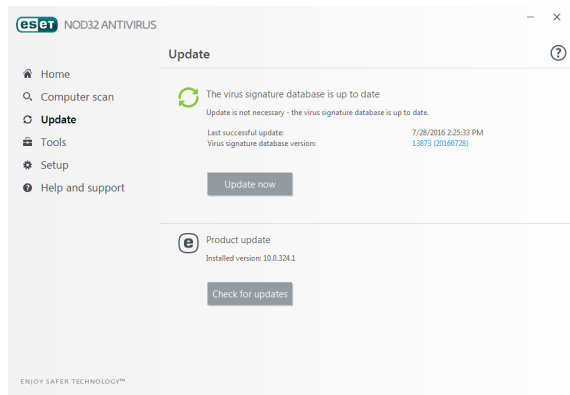 eset NOD32 ANTIVIRUS
Update
Home
Computer scan
Update
Tools
Setup
Help and support
The virus signature database is up to date
Update is not necessary - the virus signature database is up to date.
Last successful update: 7/28/2016 2:25:33 PM
Virus signature database version: 13873 (20160728)
Update now
e Product update
Installed version: 10.0.324.1
Check for updates
ENJOY SAFER TECHNOLOGY™